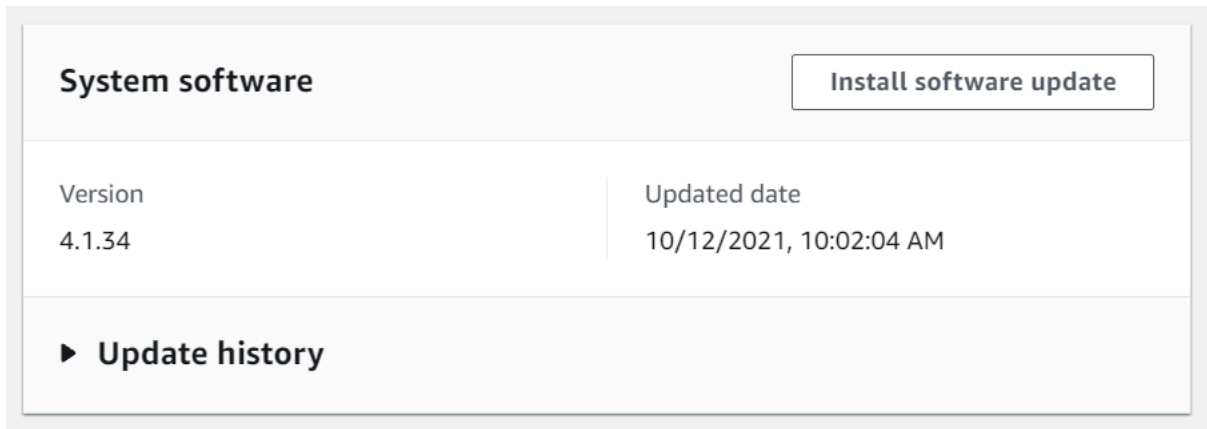 System software
Install software update
Version
Updated date
4.1.34
10/12/2021, 10:02:04 AM
Update history